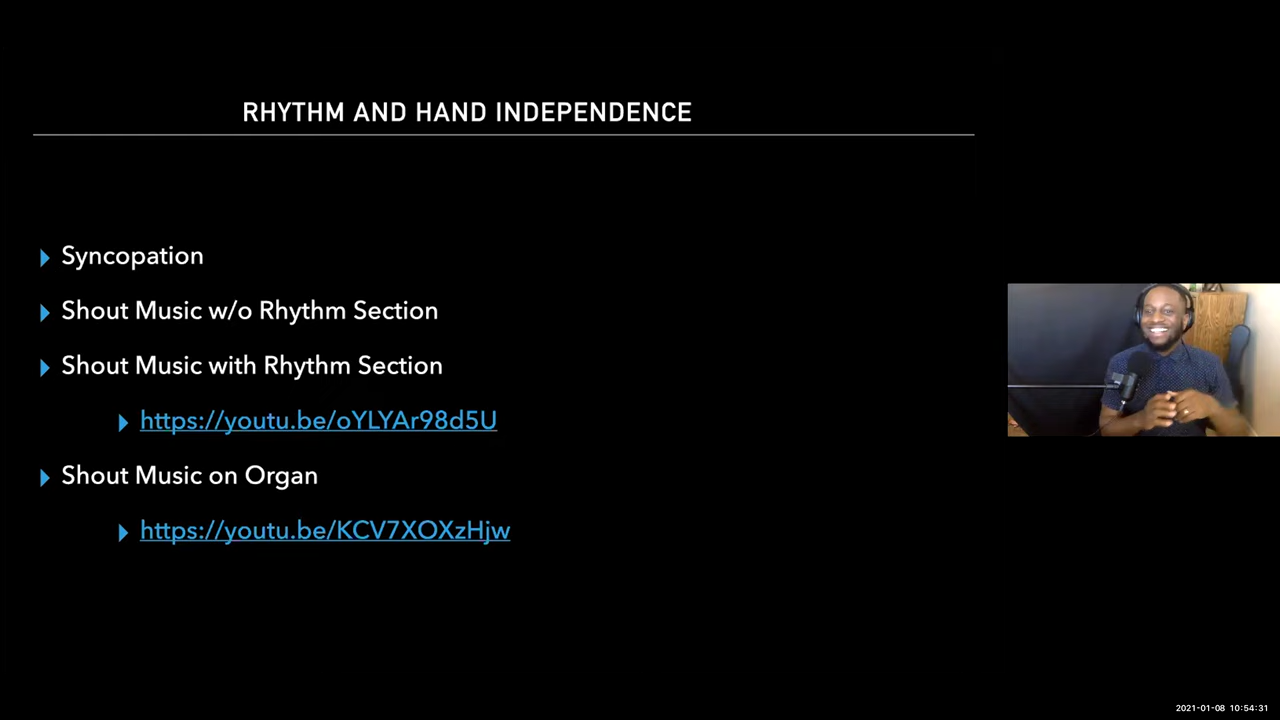 RHYTHM AND HAND INDEPENDENCE
Syncopation
Shout Music w/o Rhythm Section
Shout Music with Rhythm Section
https://youtu.be/oYLYAr98d5U
Shout Music on Organ
https://youtu.be/KCV7XOXzHjw
2021-01-08 10:54:31